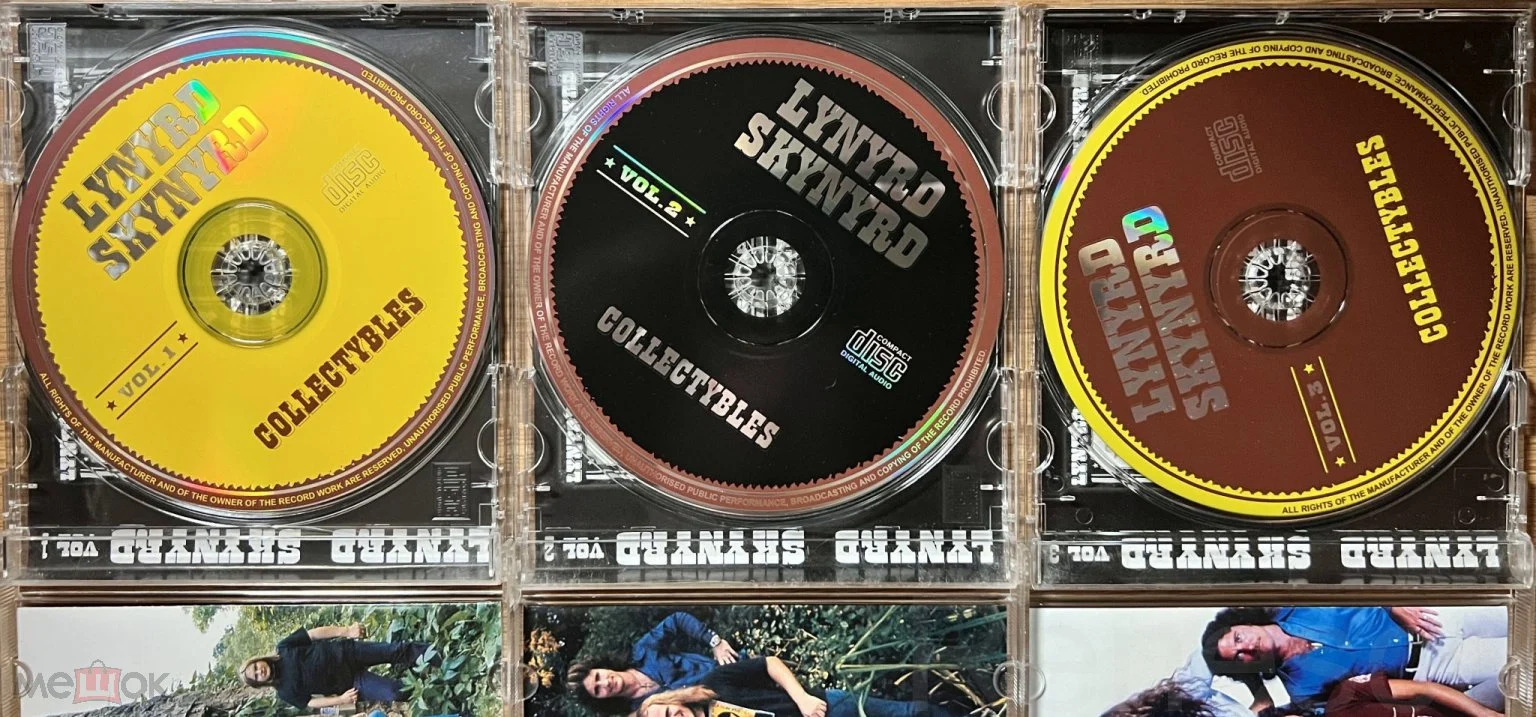 LYNYRD
SKYNYRD
COMPACT
disc
DIGITAL AUDIO
★ VOL.1 ★
COLLECTYBLES
ALL RIGHTS OF THE MANUFACTURER AND OF THE OWNER OF THE RECORD WORK ARE RESERVED, UNAUTHORISED PUBLIC PERFORMANCE, BROADCASTING AND COPYING OF THE RECORD PROHIBITED
LYNYRD SKYNYRD VOL 1
LYNYRD
SKYNYRD
★ VOL.2 ★
COMPACT
disc
DIGITAL AUDIO
COLLECTYBLES
ALL RIGHTS OF THE MANUFACTURER AND OF THE OWNER OF THE RECORD WORK ARE RESERVED, UNAUTHORISED PUBLIC PERFORMANCE, BROADCASTING AND COPYING OF THE RECORD PROHIBITED
LYNYRD SKYNYRD VOL 2
LYNYRD
SKYNYRD
COMPACT
disc
DIGITAL AUDIO
★ VOL.3 ★
COLLECTYBLES
ALL RIGHTS OF THE MANUFACTURER AND OF THE OWNER OF THE RECORD WORK ARE RESERVED, UNAUTHORISED PUBLIC PERFORMANCE, BROADCASTING AND COPYING OF THE RECORD PROHIBITED
LYNYRD SKYNYRD VOL 3
Мешок